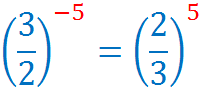 (3/2)^-5 = (2/3)^5